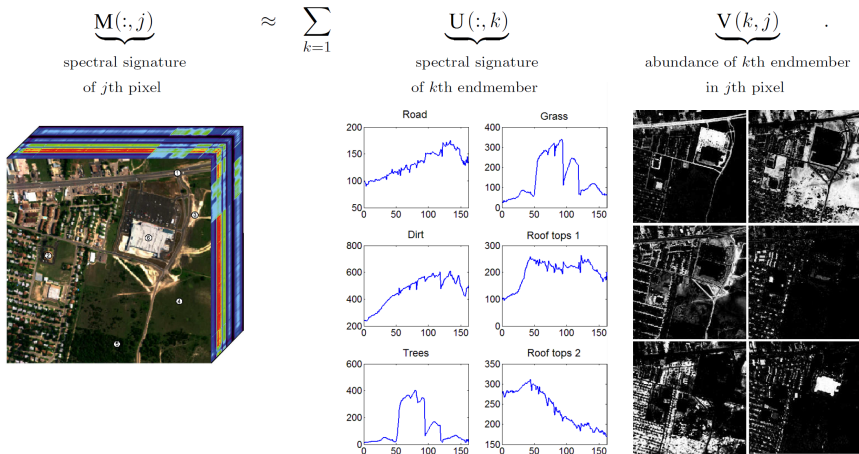 M(:, j) ≈ ∑ U(:, k) V(k, j) .
k=1
spectral signature spectral signature abundance of kth endmember
of jth pixel of kth endmember in jth pixel
Road Grass
200 400
150 300
200
100 100
50 0
0 50 100 150 0 50 100 150
Dirt Roof tops 1
800 300
600 200
400 100
200 0
0 50 100 150 0 50 100 150
Trees Roof tops 2
600 350
400 300
250
200 200
0 150
0 50 100 150 0 50 100 150
1
2
3
4
5
6